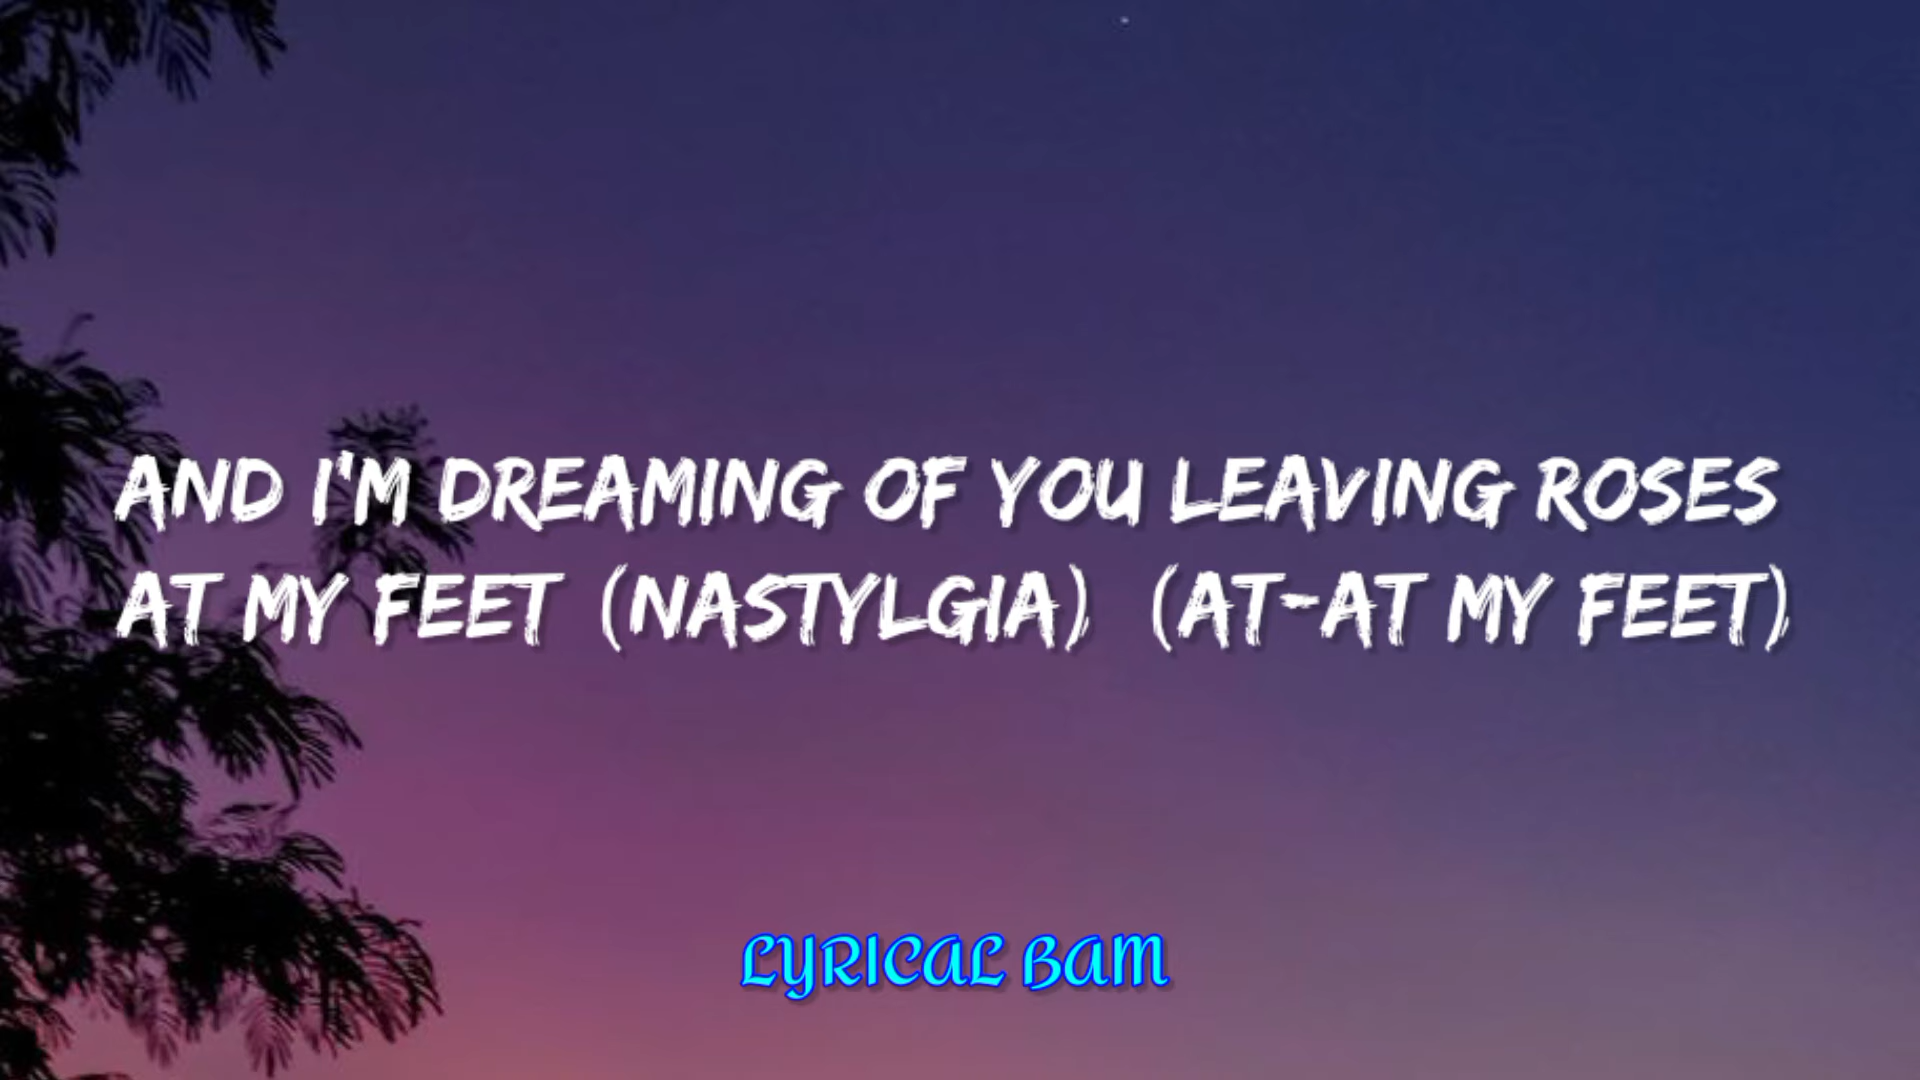 AND I'M DREAMING OF YOU LEAVING ROSES
AT MY FEET (NASTYLGIA) (AT-AT MY FEET)
LYRICAL BAM